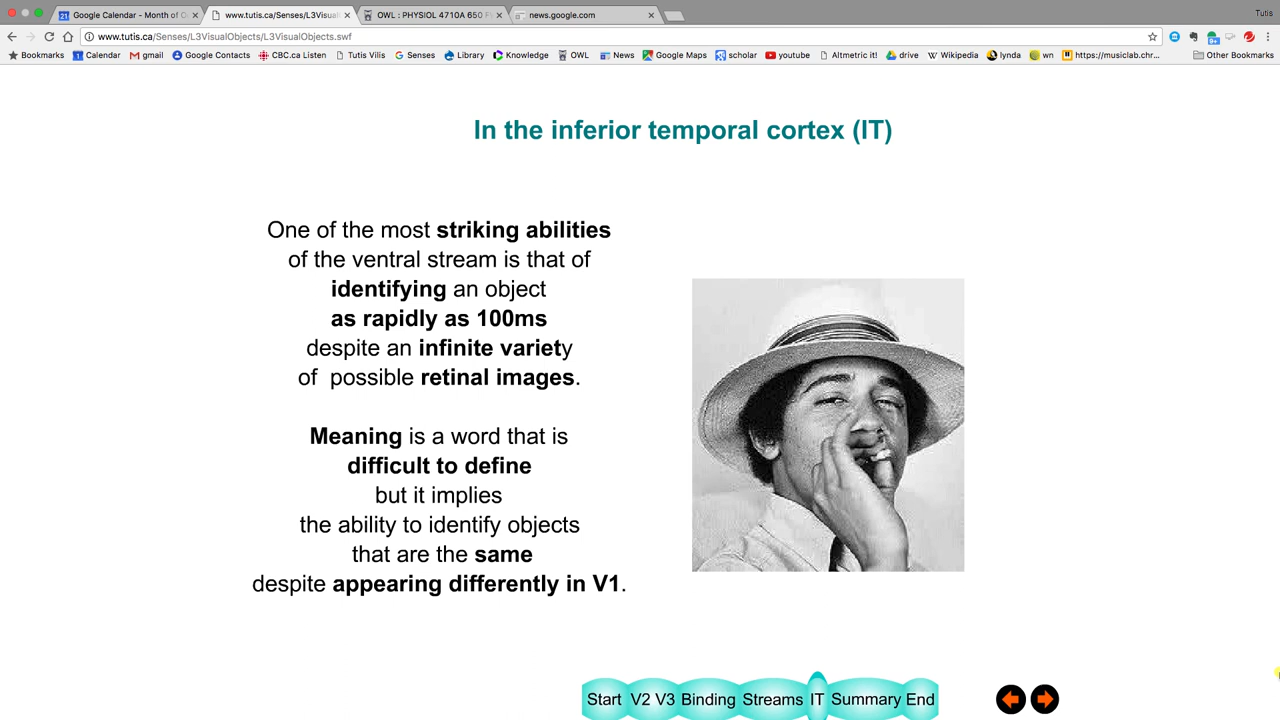 Google Calendar - Month of O
www.tutis.ca/Senses/L3Visual
OWL : PHYSIOL 4710A 650 F
news.google.com
Tutis
www.tutis.ca/Senses/L3VisualObjects/L3VisualObjects.swf
Bookmarks Calendar gmail Google Contacts CBC.ca Listen Tutis Vilis Senses Library Knowledge OWL News Google Maps scholar youtube Altmetric it! drive Wikipedia lynda wn https://musiclab.chr... Other Bookmarks
In the inferior temporal cortex (IT)
One of the most striking abilities
of the ventral stream is that of
identifying an object
as rapidly as 100ms
despite an infinite variety
of possible retinal images.
Meaning is a word that is
difficult to define
but it implies
the ability to identify objects
that are the same
despite appearing differently in V1.
Start V2 V3 Binding Streams IT Summary End